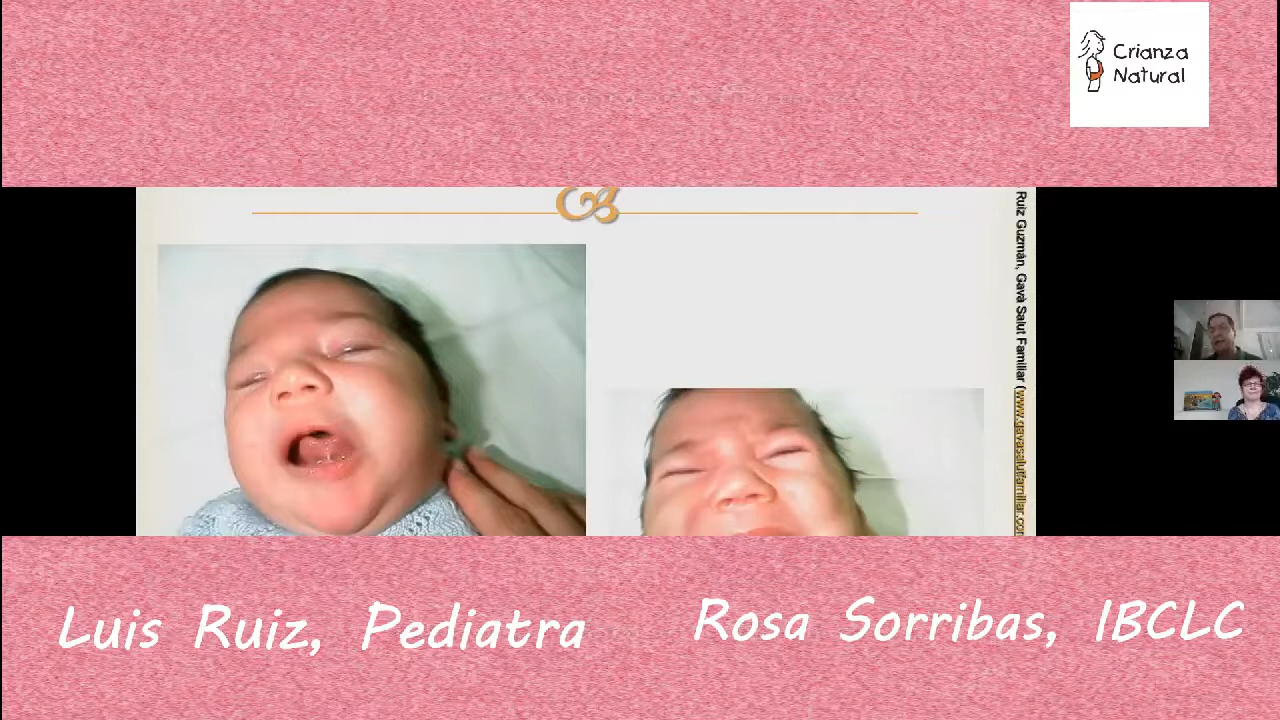 Crianza
Natural
Ruiz Guzmán, Gavà Salut Familiar (www.gavasalutfamiliar.com
Luis Ruiz, Pediatra
Rosa Sorribas, IBCLC